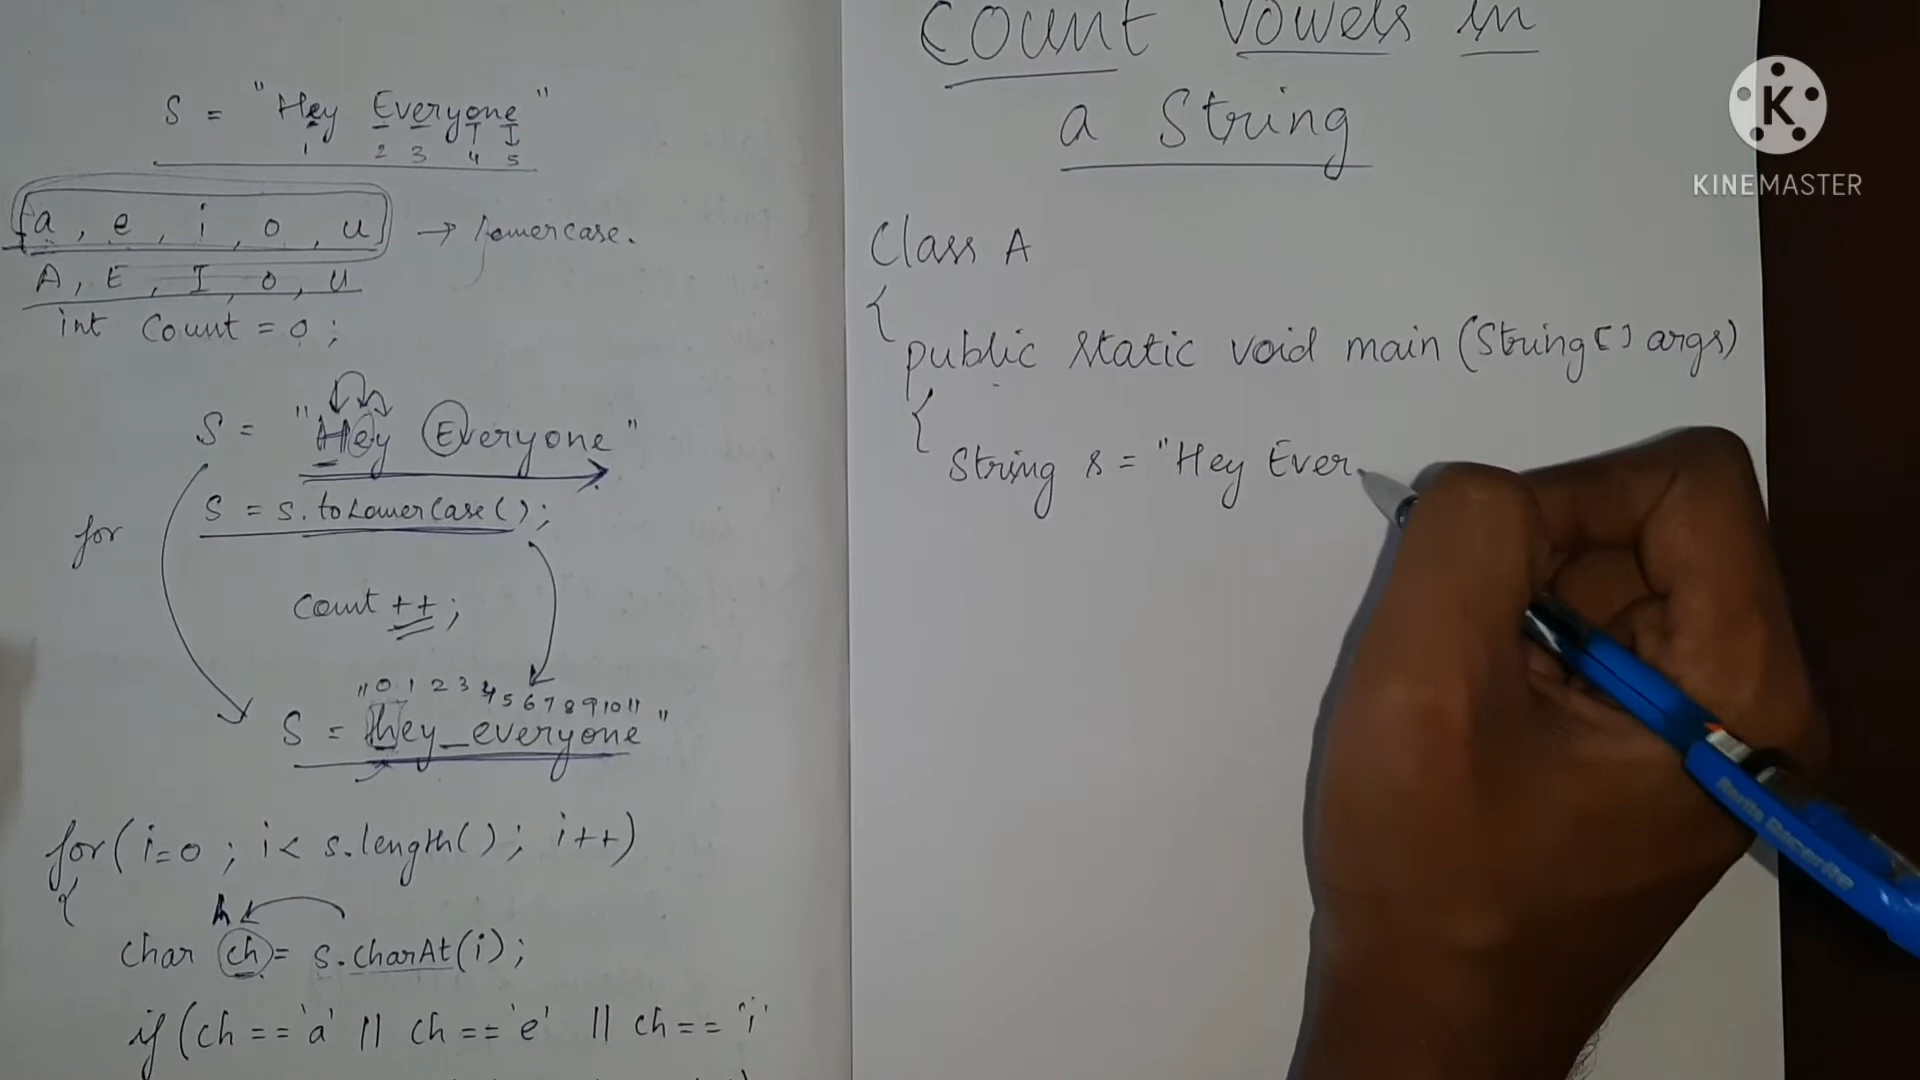 S = "Hey Everyone"
1 2 3 4 5
{a, e, i, o, u} → lowercase.
A, E, I, O, U
int Count = 0;
S = "Hey Everyone"
for
S = s.toLowerCase();
Count ++;
"0 1 2 3 4 5 6 7 8 9 10 11
S = hey_everyone"
for(i=0; i< s.length(); i++)
{
h
char ch = s.charAt(i);
if (ch == 'a' || ch == 'e' || ch == 'i'
Count Vowels in
a String
Class A
{
public static void main (String[] args)
{
String s = "Hey Ever
K
KINEMASTER